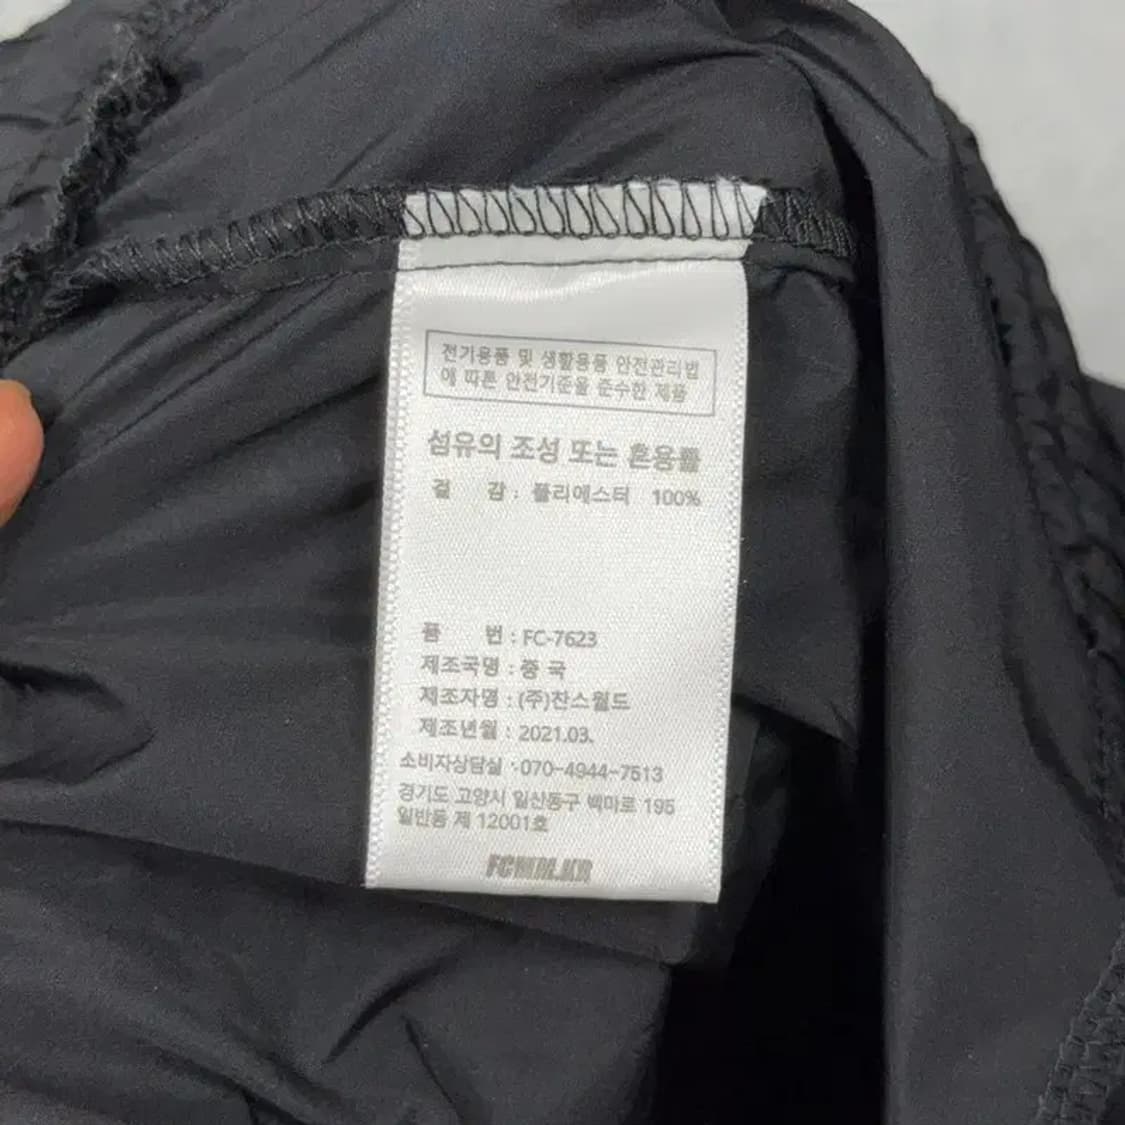 전기용품 및 생활용품 안전관리법
에 따른 안전기준을 준수한 제품
섬유의 조성 또는 혼용률
겉 감 : 폴리에스터 100%
품 번 : FC-7623
제조국명 : 중 국
제조자명 : (주)찬스월드
제조년월 : 2021.03.
소비자상담실 ·070-4944-7513
경기도 고양시 일산동구 백마로 195
일반동 제 12001호
FCMM.KR